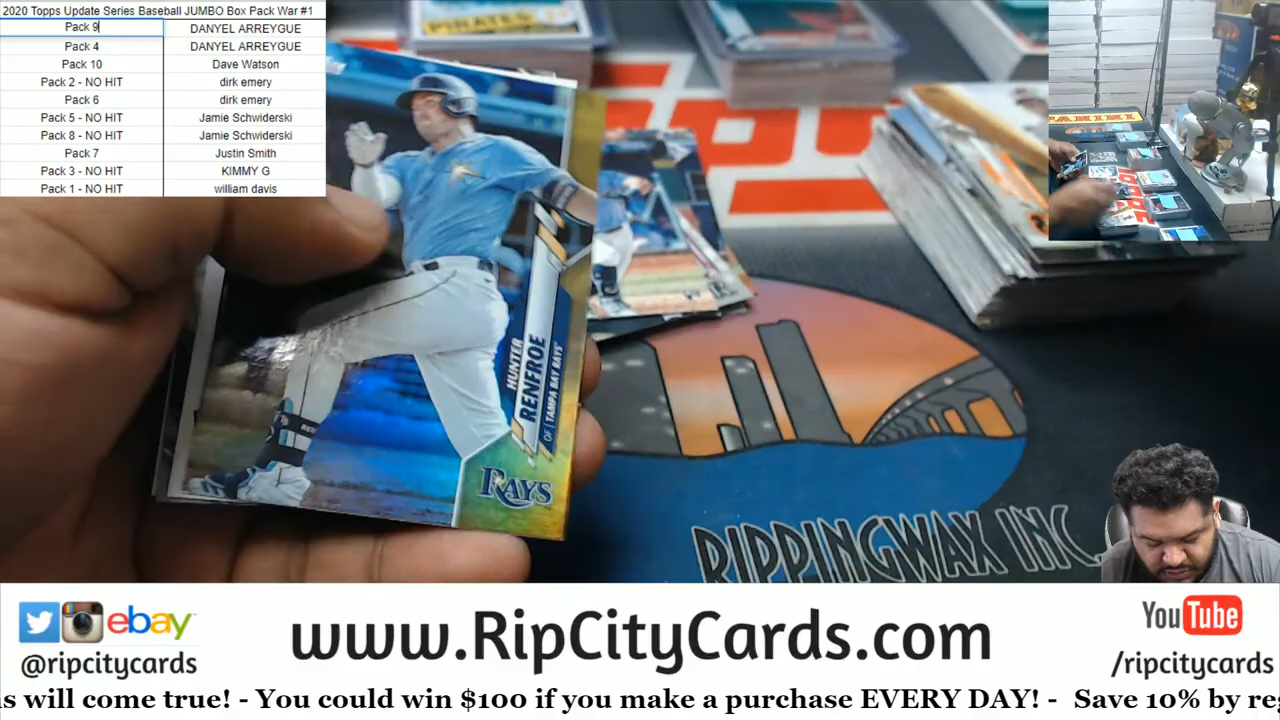 2020 Topps Update Series Baseball JUMBO Box Pack War #1
Pack 9 DANYEL ARREYGUE
Pack 4 DANYEL ARREYGUE
Pack 10 Dave Watson
Pack 2 - NO HIT dirk emery
Pack 6 dirk emery
Pack 5 - NO HIT Jamie Schwiderski
Pack 8 - NO HIT Jamie Schwiderski
Pack 7 Justin Smith
Pack 3 - NO HIT KIMMY G
Pack 1 - NO HIT william davis
PIRATES
PANINI
HUNTER
RENFROE
OF | TAMPA BAY RAYS
RAYS
RIPPINGWAX INC.
ebay
@ripcitycards
www.RipCityCards.com
YouTube
/ripcitycards
s will come true! - You could win $100 if you make a purchase EVERY DAY! - Save 10% by reg